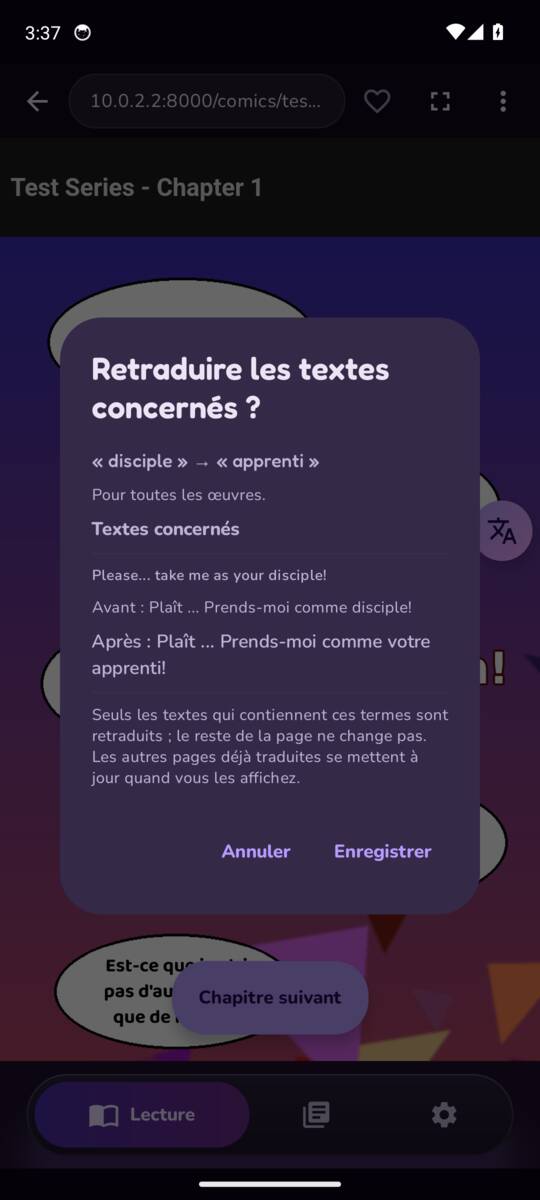 3:37
10.0.2.2:8000/comics/tes...
Test Series - Chapter 1
Retraduire les textes
concernés ?
« disciple » → « apprenti »
Pour toutes les œuvres.
Textes concernés
Please... take me as your disciple!
Avant : Plaît ... Prends-moi comme disciple!
Après : Plaît ... Prends-moi comme votre
apprenti!
Seuls les textes qui contiennent ces termes sont
retraduits ; le reste de la page ne change pas.
Les autres pages déjà traduites se mettent à
jour quand vous les affichez.
Annuler
Enregistrer
Est-ce que
pas d'au
que de
Chapitre suivant
Lecture